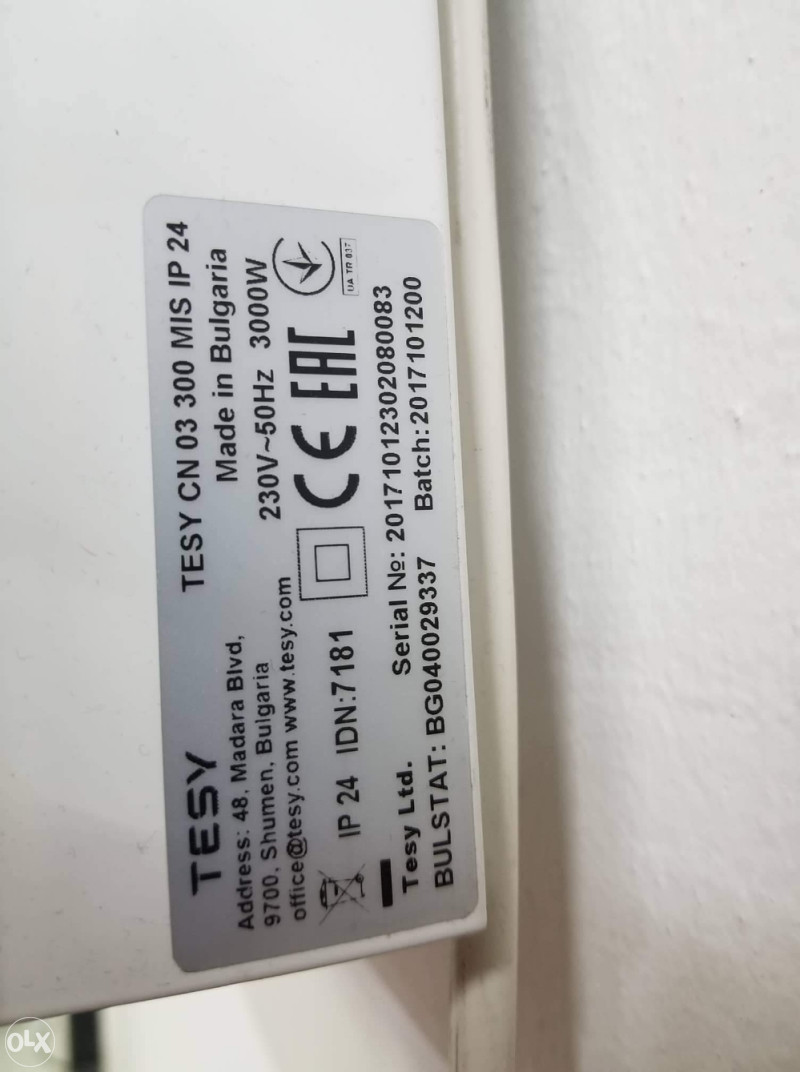 TESY
TESY CN 03 300 MIS IP 24
Address: 48, Madara Blvd,
Made in Bulgaria
9700, Shumen, Bulgaria
230V~50Hz 3000W
office@tesy.com www.tesy.com
IP 24 IDN:7181
CE EAC
UA TR 037
Tesy Ltd. Serial №: 20171012302080083
BULSTAT: BG040029337 Batch: 2017101200
OLX